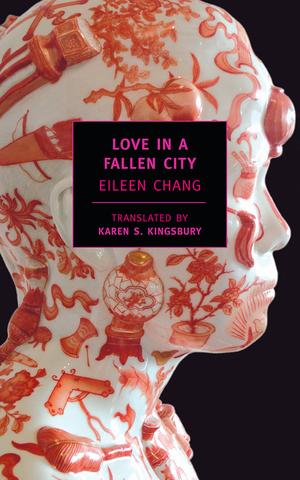 LOVE IN A
FALLEN CITY
EILEEN CHANG
TRANSLATED BY
KAREN S. KINGSBURY